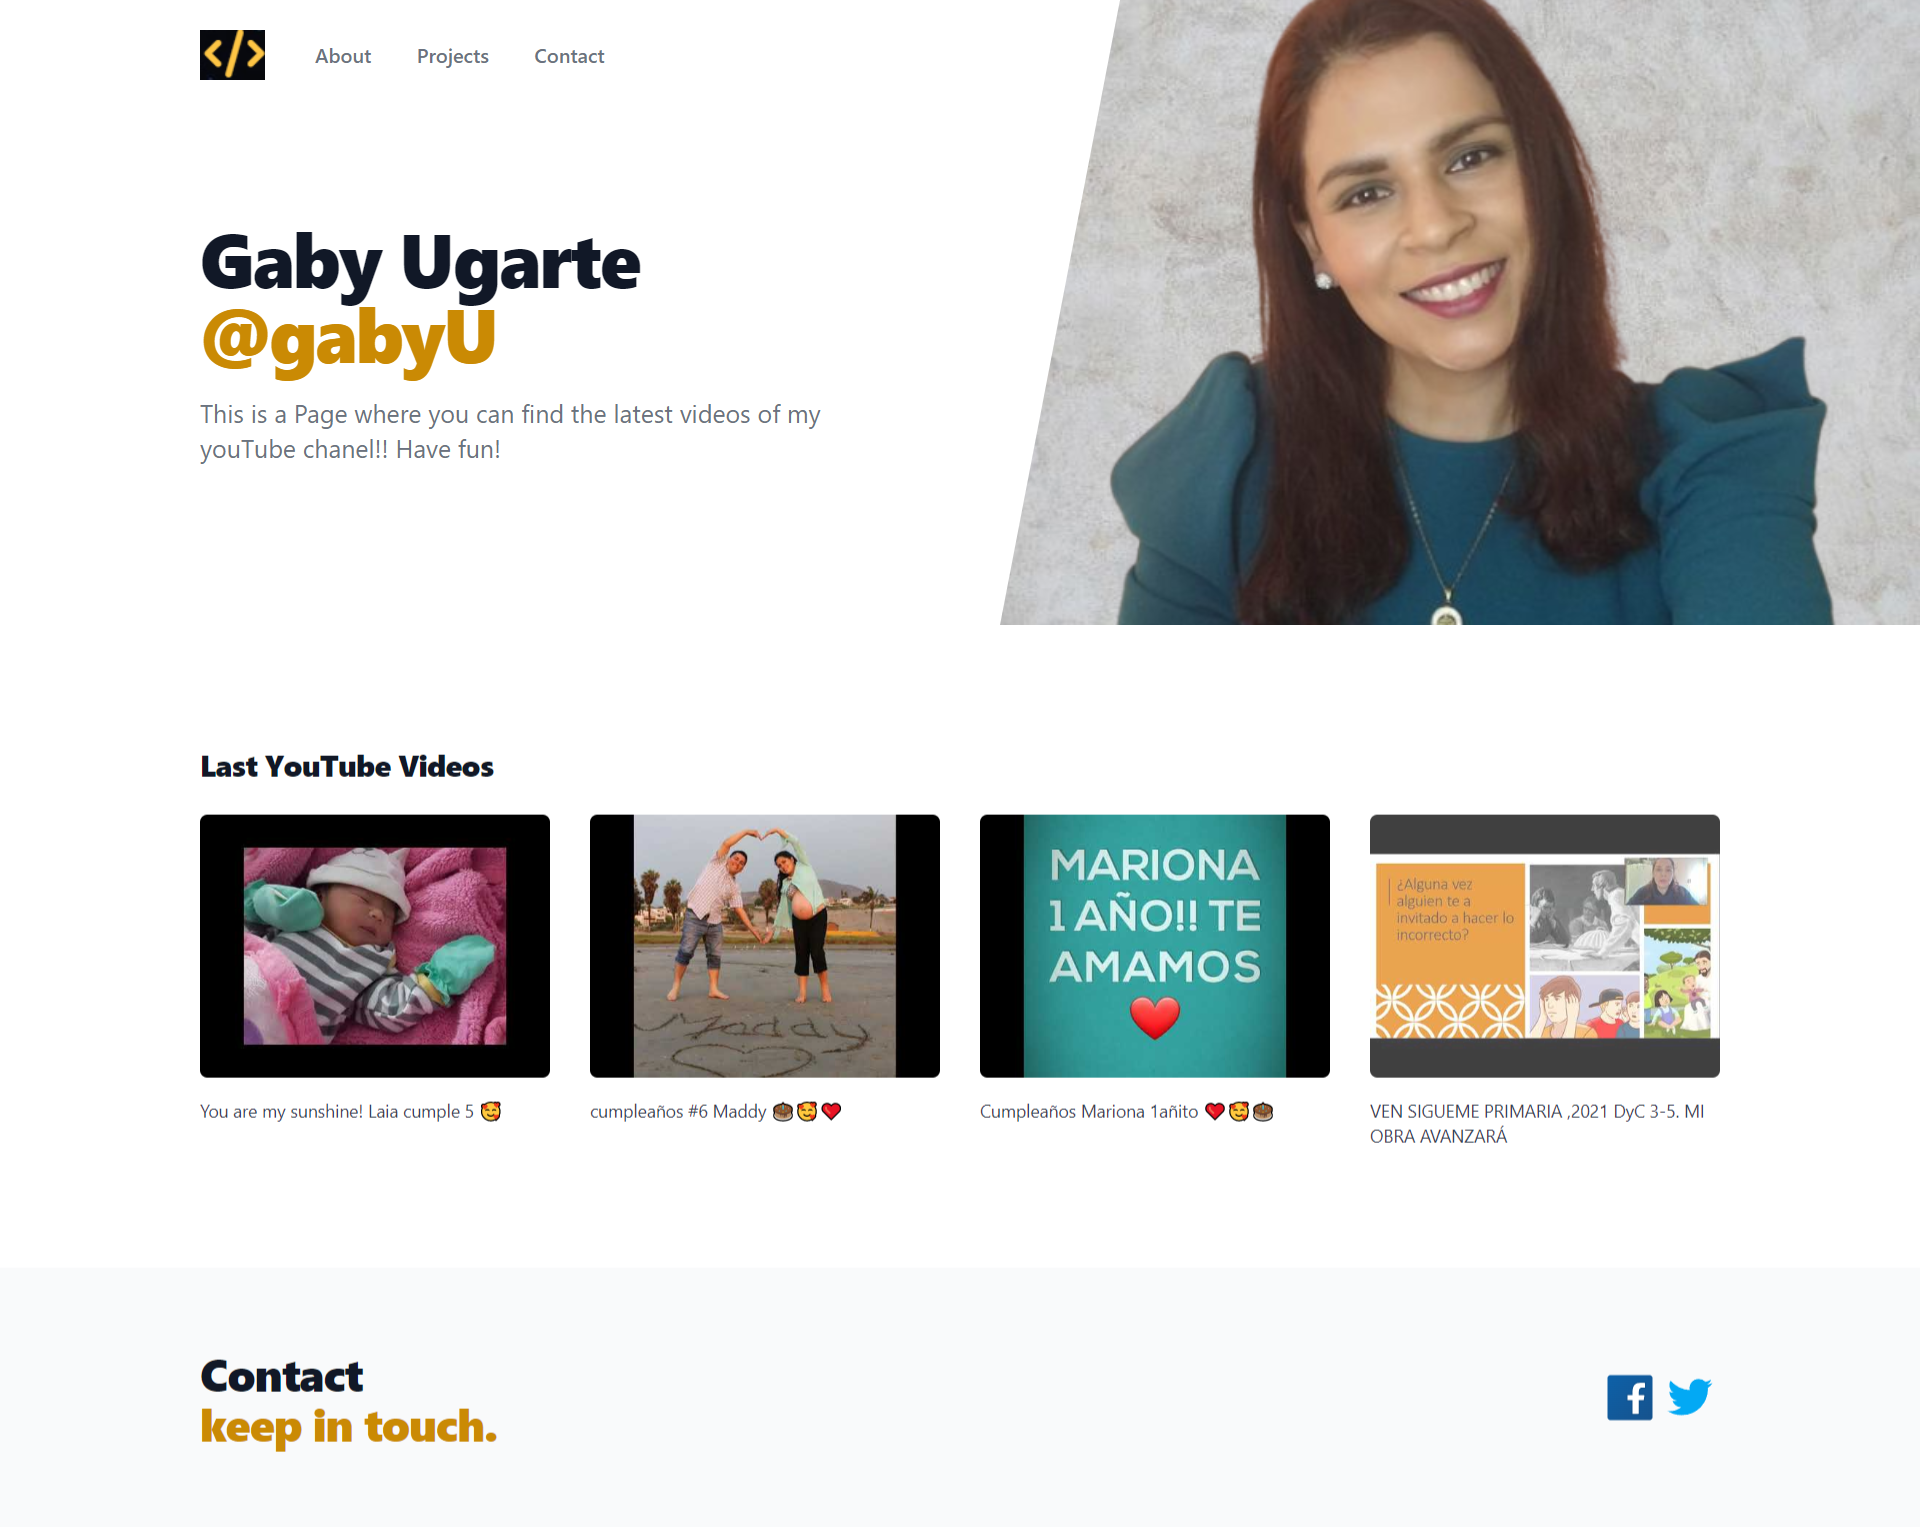 </>
About
Projects
Contact
Gaby Ugarte
@gabyU
This is a Page where you can find the latest videos of my
youTube chanel!! Have fun!
Last YouTube Videos
Maddy
MARIONA
1 AÑO!! TE
AMAMOS
❤️
¿Alguna vez
alguien te a
invitado a hacer lo
incorrecto?
You are my sunshine! Laia cumple 5 🥰
cumpleaños #6 Maddy 🎂🥰❤️
Cumpleaños Mariona 1añito ❤️🥰🎂
VEN SIGUEME PRIMARIA ,2021 DyC 3-5. MI
OBRA AVANZARÁ
Contact
keep in touch.
f